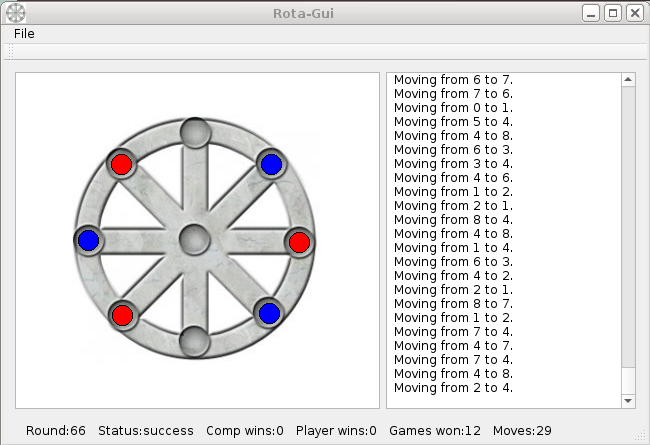 Rota-Gui
File
Moving from 6 to 7.
Moving from 7 to 6.
Moving from 0 to 1.
Moving from 5 to 4.
Moving from 4 to 8.
Moving from 6 to 3.
Moving from 3 to 4.
Moving from 4 to 6.
Moving from 1 to 2.
Moving from 2 to 1.
Moving from 8 to 4.
Moving from 4 to 8.
Moving from 1 to 4.
Moving from 6 to 3.
Moving from 4 to 2.
Moving from 2 to 1.
Moving from 8 to 7.
Moving from 1 to 2.
Moving from 7 to 4.
Moving from 4 to 7.
Moving from 7 to 4.
Moving from 4 to 8.
Moving from 2 to 4.
Round:66 Status:success Comp wins:0 Player wins:0 Games won:12 Moves:29